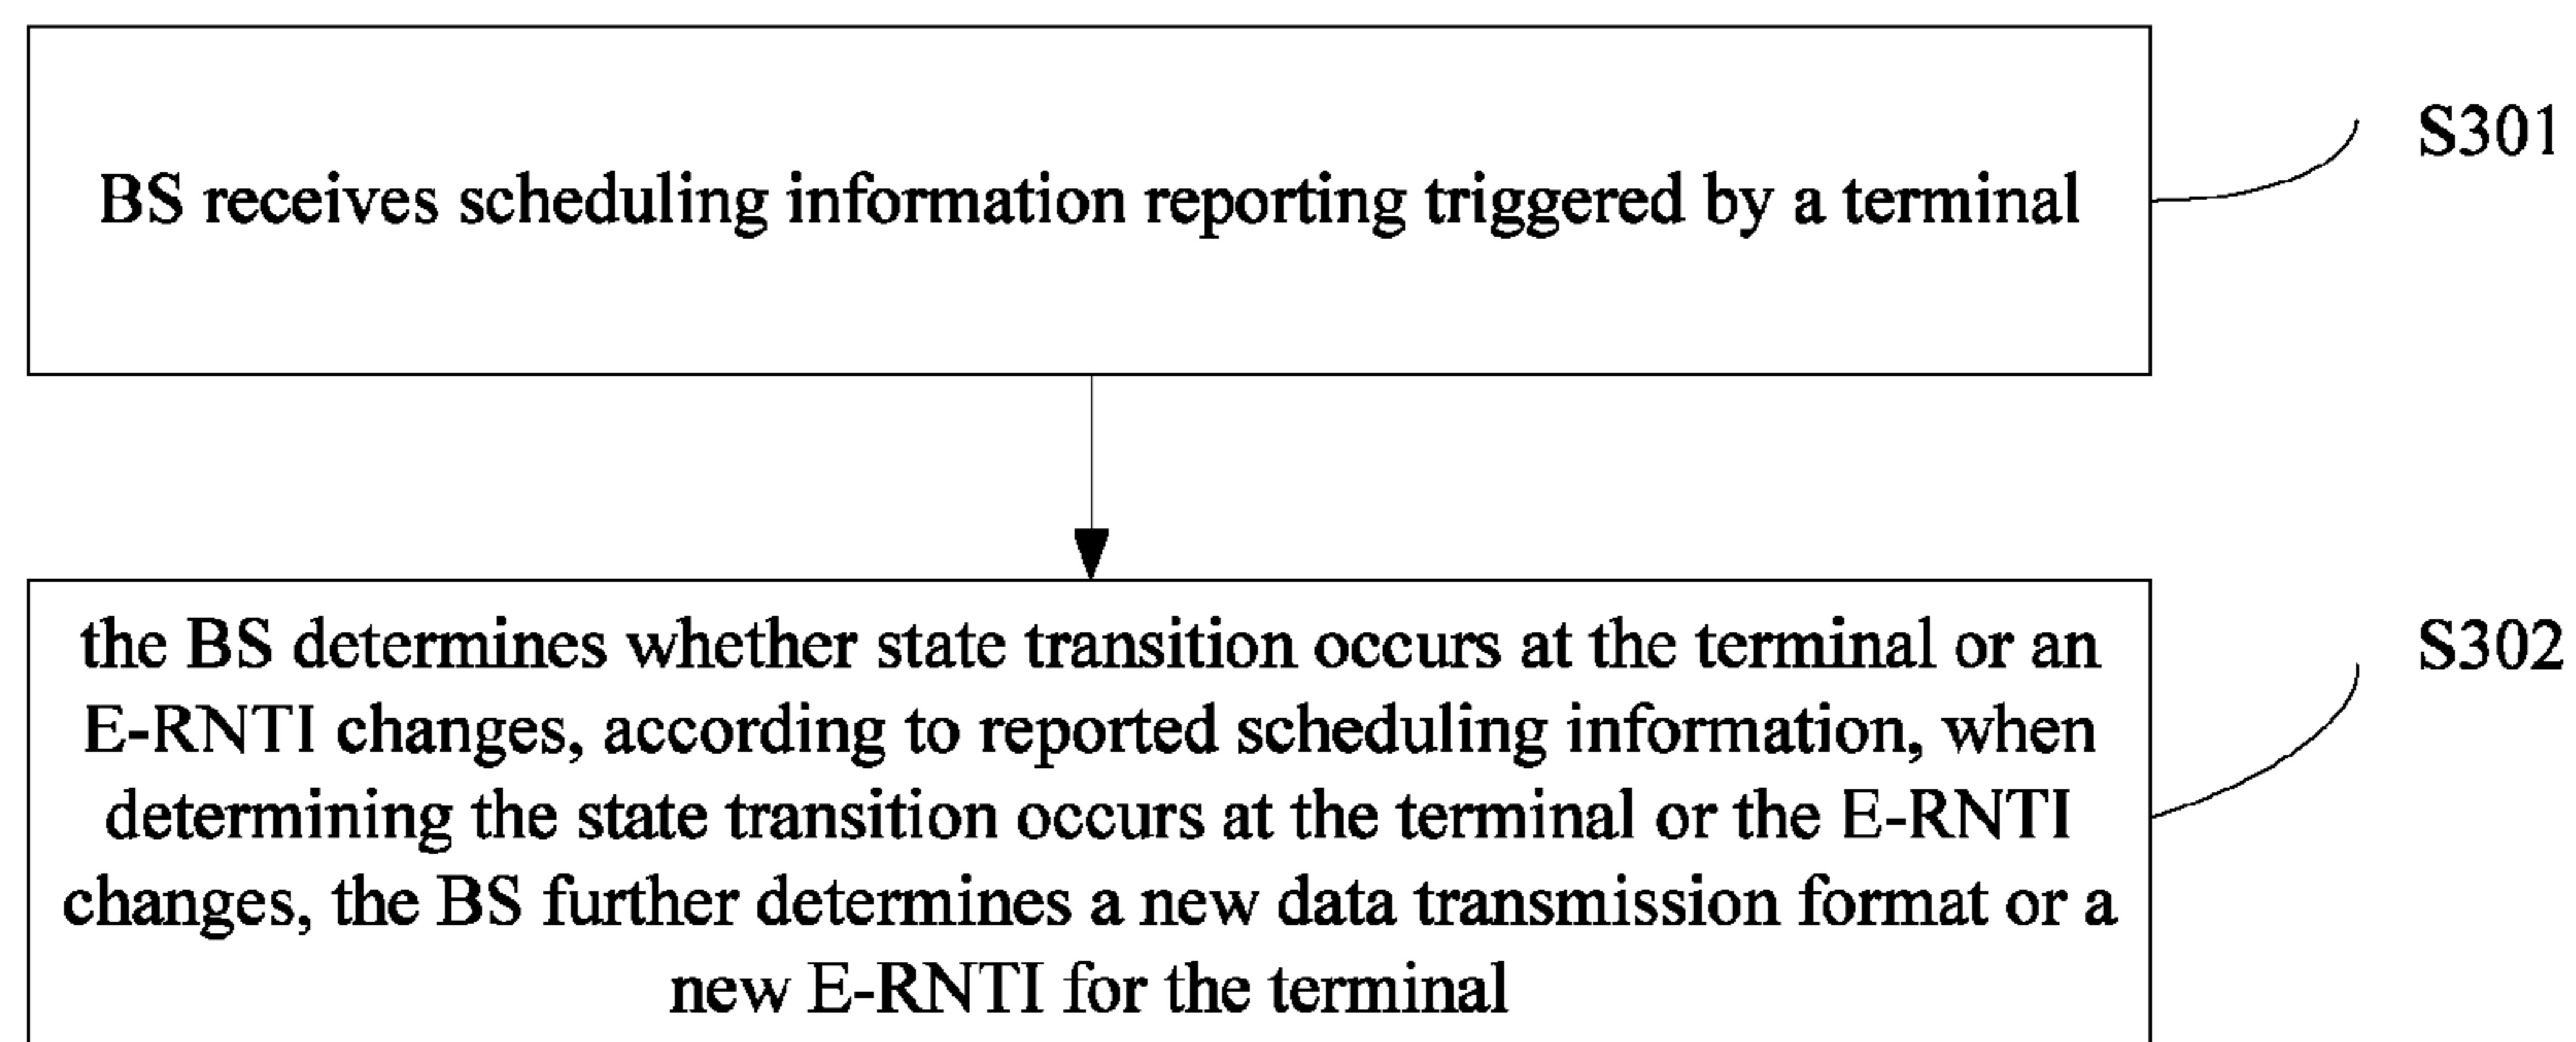 BS receives scheduling information reporting triggered by a terminal
S301
the BS determines whether state transition occurs at the terminal or an
E-RNTI changes, according to reported scheduling information, when
determining the state transition occurs at the terminal or the E-RNTI
changes, the BS further determines a new data transmission format or a
new E-RNTI for the terminal
S302